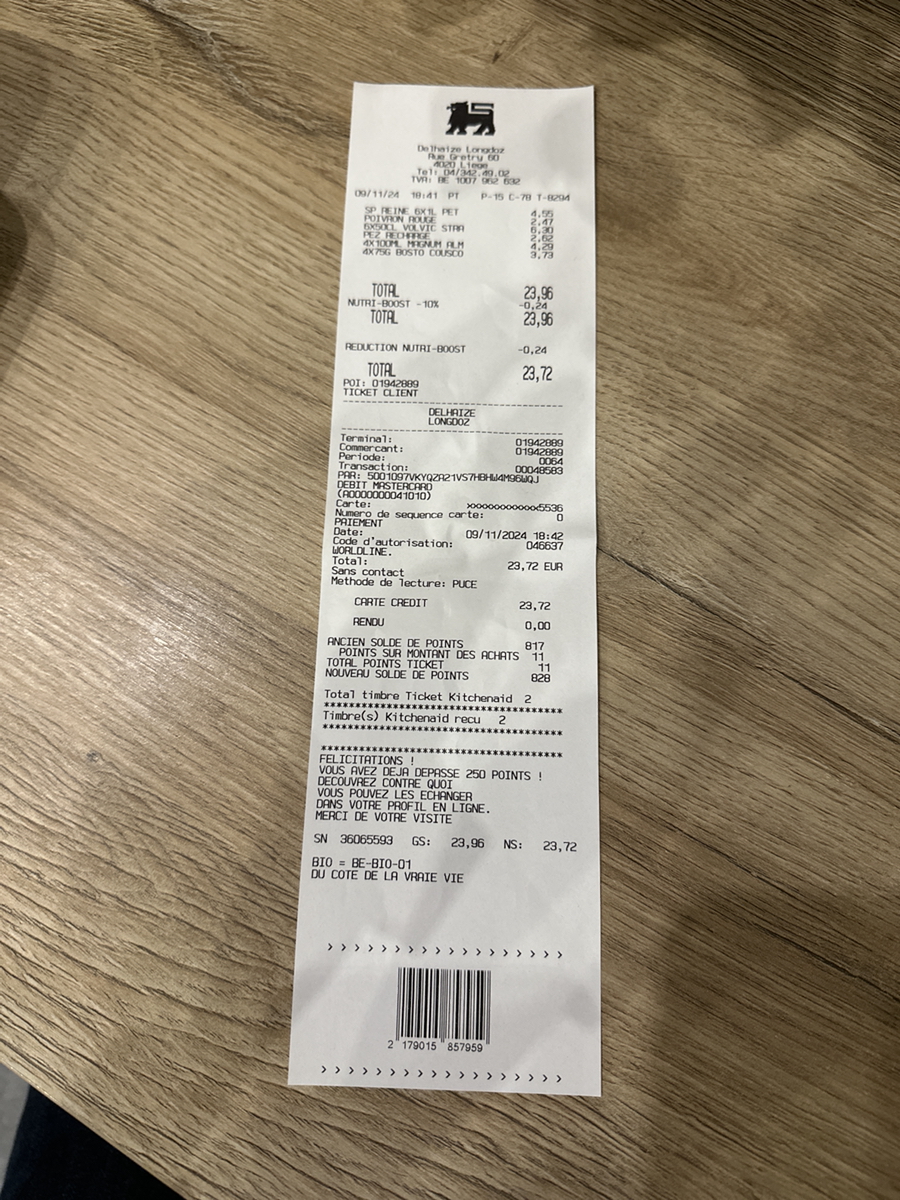 Delhaize Longdoz
Rue Gretry 60
4020 Liege
Tel: 04/342.49.02
TVA: BE 1007 962 632
09/11/24 18:41 PT P-15 C-78 T-8294
SP REINE 6X1L PET 4,55
POIVRON ROUGE 2,47
6X50CL VOLVIC STRA 6,30
PEZ RECHARGE 2,62
4X100ML MAGNUM ALM 4,29
4X75G BOSTO COUSCO 3,73
TOTAL 23,96
NUTRI-BOOST -10% -0,24
TOTAL 23,96
REDUCTION NUTRI-BOOST -0,24
TOTAL 23,72
POI: 01942889
TICKET CLIENT
DELHAIZE
LONGDOZ
Terminal: 01942889
Commercant: 01942889
Periode: 0064
Transaction: 00048583
PAR: 5001097VKYQZA21VS7HBHW4M96WQJ
DEBIT MASTERCARD
(A0000000041010)
Carte: xxxxxxxxxxxx5536
Numero de sequence carte: 0
PAIEMENT
Date: 09/11/2024 18:42
Code d'autorisation: 046637
WORLDLINE.
Total: 23,72 EUR
Sans contact
Methode de lecture: PUCE
CARTE CREDIT 23,72
RENDU 0,00
ANCIEN SOLDE DE POINTS 817
POINTS SUR MONTANT DES ACHATS 11
TOTAL POINTS TICKET 11
NOUVEAU SOLDE DE POINTS 828
Total timbre Ticket Kitchenaid 2
************************************
Timbre(s) Kitchenaid recu 2
************************************
************************************
FELICITATIONS !
VOUS AVEZ DEJA DEPASSE 250 POINTS !
DECOUVREZ CONTRE QUOI
VOUS POUVEZ LES ECHANGER
DANS VOTRE PROFIL EN LIGNE.
MERCI DE VOTRE VISITE
SN 36065593 GS: 23,96 NS: 23,72
BIO = BE-BIO-01
DU COTE DE LA VRAIE VIE
> > > > > > > > > > > > > > > > > >
2 179015 857959
> > > > > > > > > > > > > > > > > >